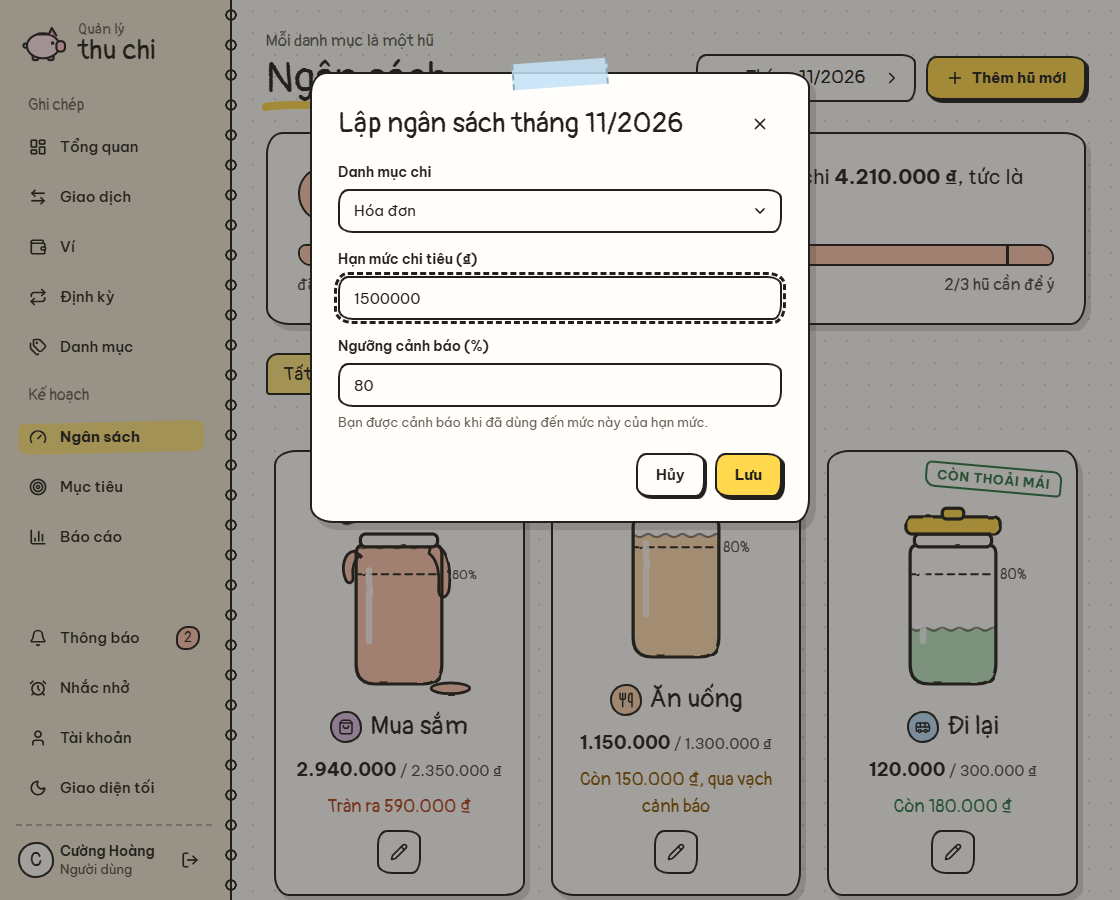 Quản lý
thu chi
Ghi chép
Tổng quan
Giao dịch
Ví
Định kỳ
Danh mục
Kế hoạch
Ngân sách
Mục tiêu
Báo cáo
Thông báo
2
Nhắc nhở
Tài khoản
Giao diện tối
C
Cường Hoàng
Người dùng
Mỗi danh mục là một hũ
Ngân sách
11/2026
Thêm hũ mới
chi 4.210.000 ₫, tức là
2/3 hũ cần để ý
Tất
Lập ngân sách tháng 11/2026
Danh mục chi
Hóa đơn
Hạn mức chi tiêu (₫)
1500000
Ngưỡng cảnh báo (%)
80
Bạn được cảnh báo khi đã dùng đến mức này của hạn mức.
Hủy
Lưu
80%
Mua sắm
2.940.000 / 2.350.000 ₫
Tràn ra 590.000 ₫
80%
Ăn uống
1.150.000 / 1.300.000 ₫
Còn 150.000 ₫, qua vạch
cảnh báo
CÒN THOẢI MÁI
80%
Đi lại
120.000 / 300.000 ₫
Còn 180.000 ₫